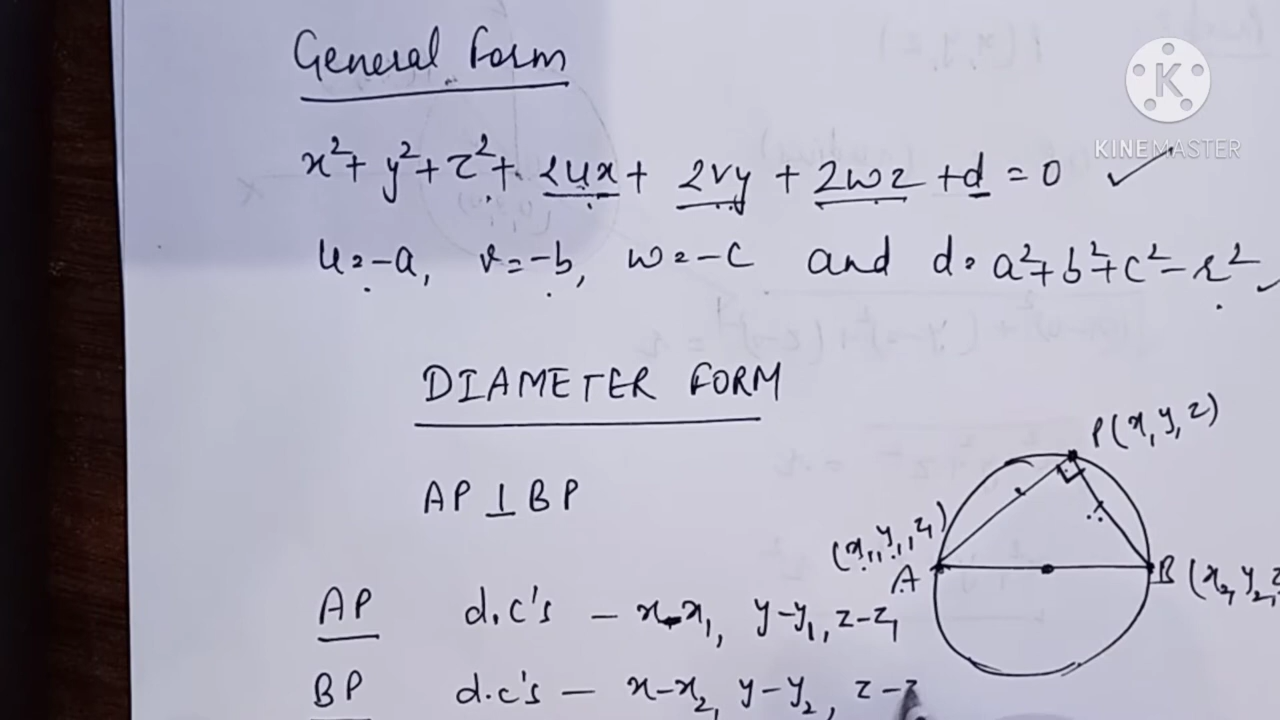 General Form
K
KINEMASTER
x²+ y²+ z²+ 2ux + 2vy + 2wz +d = 0
u=-a, v=-b, w=-c and d= a²+b²+c²-r²
DIAMETER FORM
P(x,y,z)
AP⊥BP
(x₁,y₁,z₁)
A
B (x₂,y₂,z
AP d.c's – x-x₁, y-y₁, z-z₁
BP d.c's – x-x₂, y-y₂, z-z